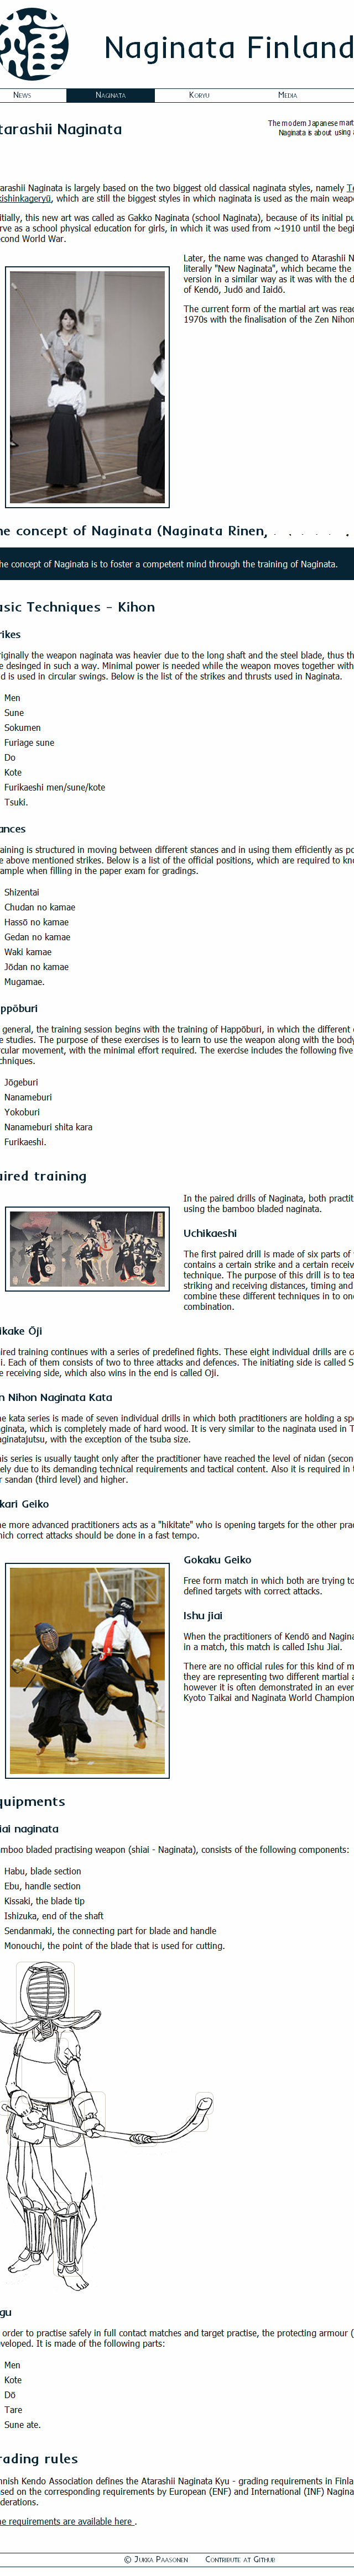 Naginata Finland
News Naginata Koryu Media
tarashii Naginata
The modern Japanese mart
Naginata is about using a
arashii Naginata is largely based on the two biggest old classical naginata styles, namely Te
kishinkageryū, which are still the biggest styles in which naginata is used as the main weap
itially, this new art was called as Gakko Naginata (school Naginata), because of its initial pu
rve as a school physical education for girls, in which it was used from ~1910 until the begi
cond World War.
Later, the name was changed to Atarashii N
literally "New Naginata", which became the
version in a similar way as it was with the d
of Kendō, Judō and Iaidō.
The current form of the martial art was reac
1970s with the finalisation of the Zen Nihon
he concept of Naginata (Naginata Rinen,
he concept of Naginata is to foster a competent mind through the training of Naginata.
asic Techniques - Kihon
rikes
riginally the weapon naginata was heavier due to the long shaft and the steel blade, thus th
e desinged in such a way. Minimal power is needed while the weapon moves together with
d is used in circular swings. Below is the list of the strikes and thrusts used in Naginata.
Men
Sune
Sokumen
Furiage sune
Do
Kote
Furikaeshi men/sune/kote
Tsuki.
ances
raining is structured in moving between different stances and in using them efficiently as po
e above mentioned strikes. Below is a list of the official positions, which are required to kno
ample when filling in the paper exam for gradings.
Shizentai
Chudan no kamae
Hassō no kamae
Gedan no kamae
Waki kamae
Jōdan no kamae
Mugamae.
appōburi
general, the training session begins with the training of Happōburi, in which the different
e studies. The purpose of these exercises is to learn to use the weapon along with the body
rcular movement, with the minimal effort required. The exercise includes the following five
chniques.
Jōgeburi
Nanameburi
Yokoburi
Nanameburi shita kara
Furikaeshi.
aired training
In the paired drills of Naginata, both practit
using the bamboo bladed naginata.
Uchikaeshi
The first paired drill is made of six parts of
contains a certain strike and a certain receiv
technique. The purpose of this drill is to tea
striking and receiving distances, timing and
combine these different techniques in to one
combination.
hikake Ōji
ired training continues with a series of predefined fights. These eight individual drills are ca
i. Each of them consists of two to three attacks and defences. The initiating side is called S
e receiving side, which also wins in the end is called Oji.
n Nihon Naginata Kata
he kata series is made of seven individual drills in which both practitioners are holding a spe
ginata, which is completely made of hard wood. It is very similar to the naginata used in T
aginatajutsu, with the exception of the tsuba size.
his series is usually taught only after the practitioner have reached the level of nidan (secon
ely due to its demanding technical requirements and tactical content. Also it is required in t
r sandan (third level) and higher.
kari Geiko
e more advanced practitioners acts as a "hikitate" who is opening targets for the other prac
hich correct attacks should be done in a fast tempo.
Gokaku Geiko
Free form match in which both are trying to
defined targets with correct attacks.
Ishu jiai
When the practitioners of Kendō and Nagina
in a match, this match is called Ishu Jiai.
There are no official rules for this kind of m
they are representing two different martial a
however it is often demonstrated in an even
Kyoto Taikai and Naginata World Champion
quipments
iai naginata
amboo bladed practising weapon (shiai - Naginata), consists of the following components:
Habu, blade section
Ebu, handle section
Kissaki, the blade tip
Ishizuka, end of the shaft
Sendanmaki, the connecting part for blade and handle
Monouchi, the point of the blade that is used for cutting.
gu
order to practise safely in full contact matches and target practise, the protecting armour (
veloped. It is made of the following parts:
Men
Kote
Dō
Tare
Sune ate.
rading rules
nnish Kendo Association defines the Atarashii Naginata Kyu - grading requirements in Finla
ased on the corresponding requirements by European (ENF) and International (INF) Nagina
derations.
he requirements are available here .
© Jukka Paasonen Contribute at Github